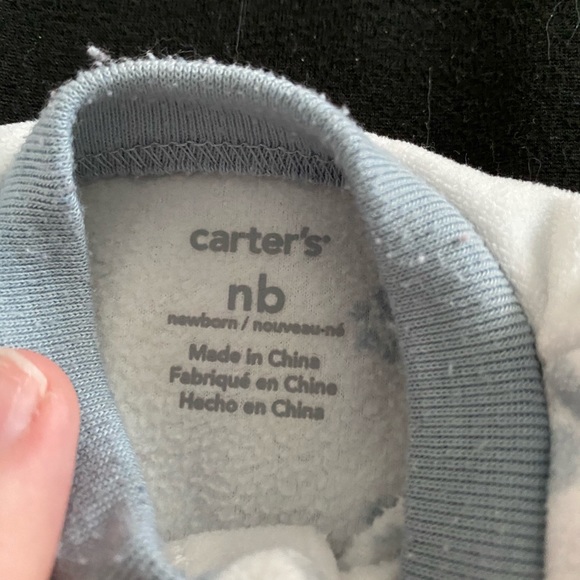 carter's
nb
newborn / nouveau-né
Made in China
Fabriqué en Chine
Hecho en China